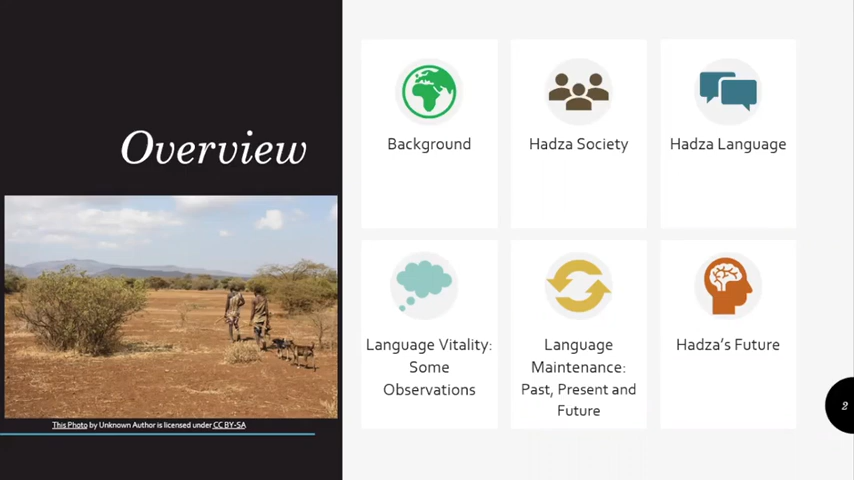 Overview
This Photo by Unknown Author is licensed under CC BY-SA
Background
Hadza Society
Hadza Language
Language Vitality:
Some
Observations
Language
Maintenance:
Past, Present and
Future
Hadza's Future
2